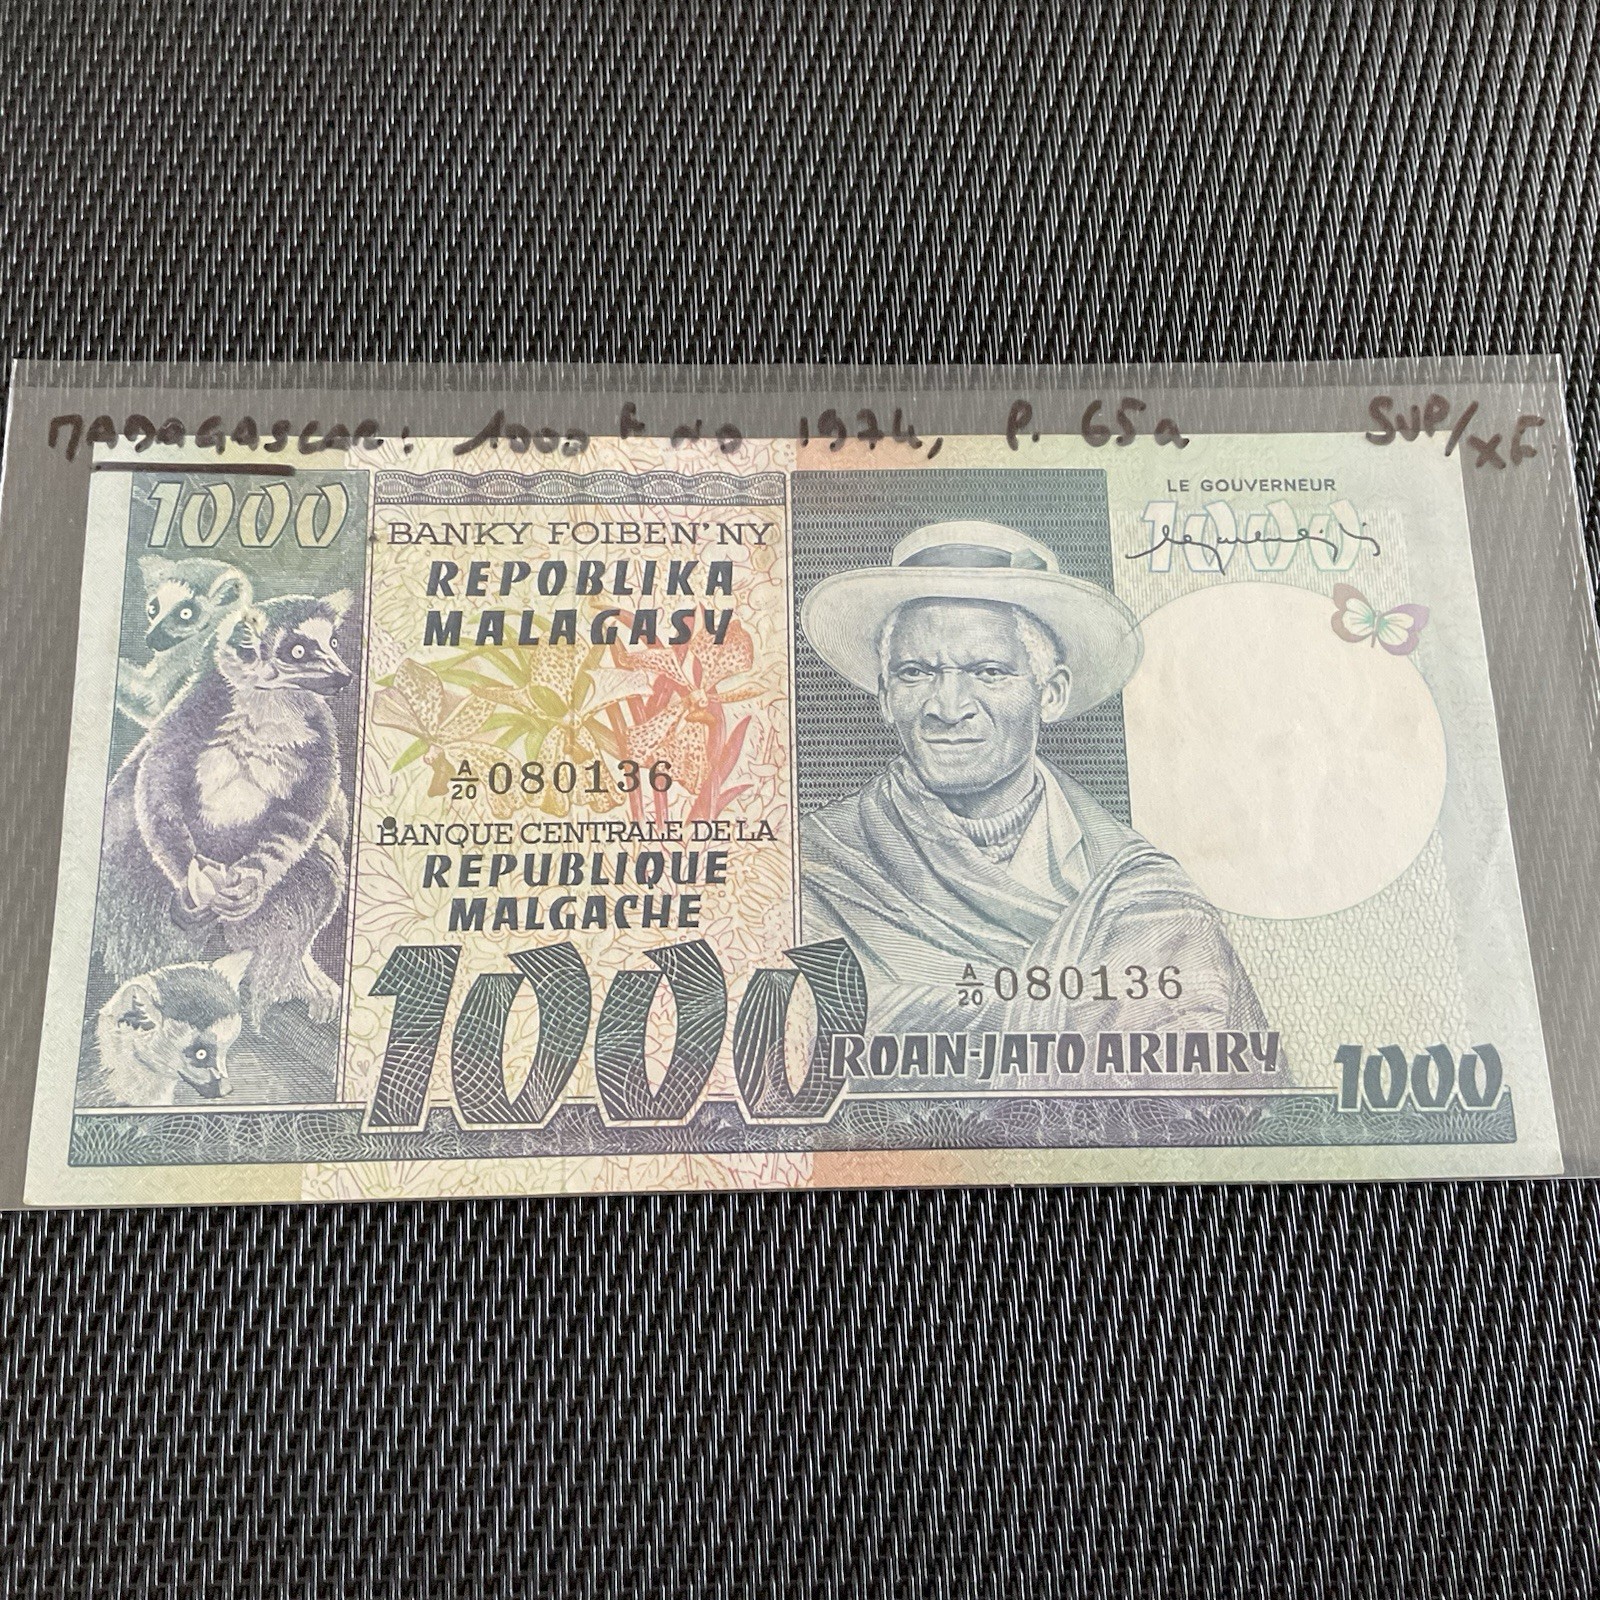 MADAGASCAR: 1000 F ND 1974, P. 65a SUP/XF
1000
BANKY FOIBEN'NY
REPOBLIKA
MALAGASY
A/20 080136
BANQUE CENTRALE DE LA
REPUBLIQUE
MALGACHE
1000
LE GOUVERNEUR
1000
A/20 080136
ROAN-JATO ARIARY
1000